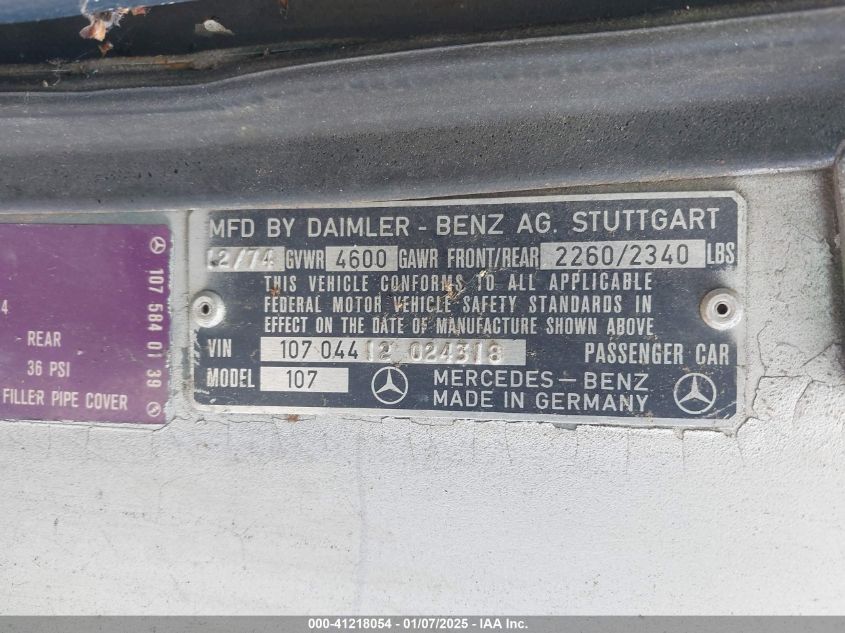 MFD BY DAIMLER - BENZ AG. STUTTGART
12/74 GVWR 4600 GAWR FRONT/REAR 2260/2340 LBS
THIS VEHICLE CONFORMS TO ALL APPLICABLE
FEDERAL MOTOR VEHICLE SAFETY STANDARDS IN
EFFECT ON THE DATE OF MANUFACTURE SHOWN ABOVE
VIN 107 044 12 024318 PASSENGER CAR
MODEL 107 MERCEDES-BENZ
MADE IN GERMANY
4
REAR
36 PSI
FILLER PIPE COVER
107 584 01 39
000-41218054 - 01/07/2025 - IAA Inc.